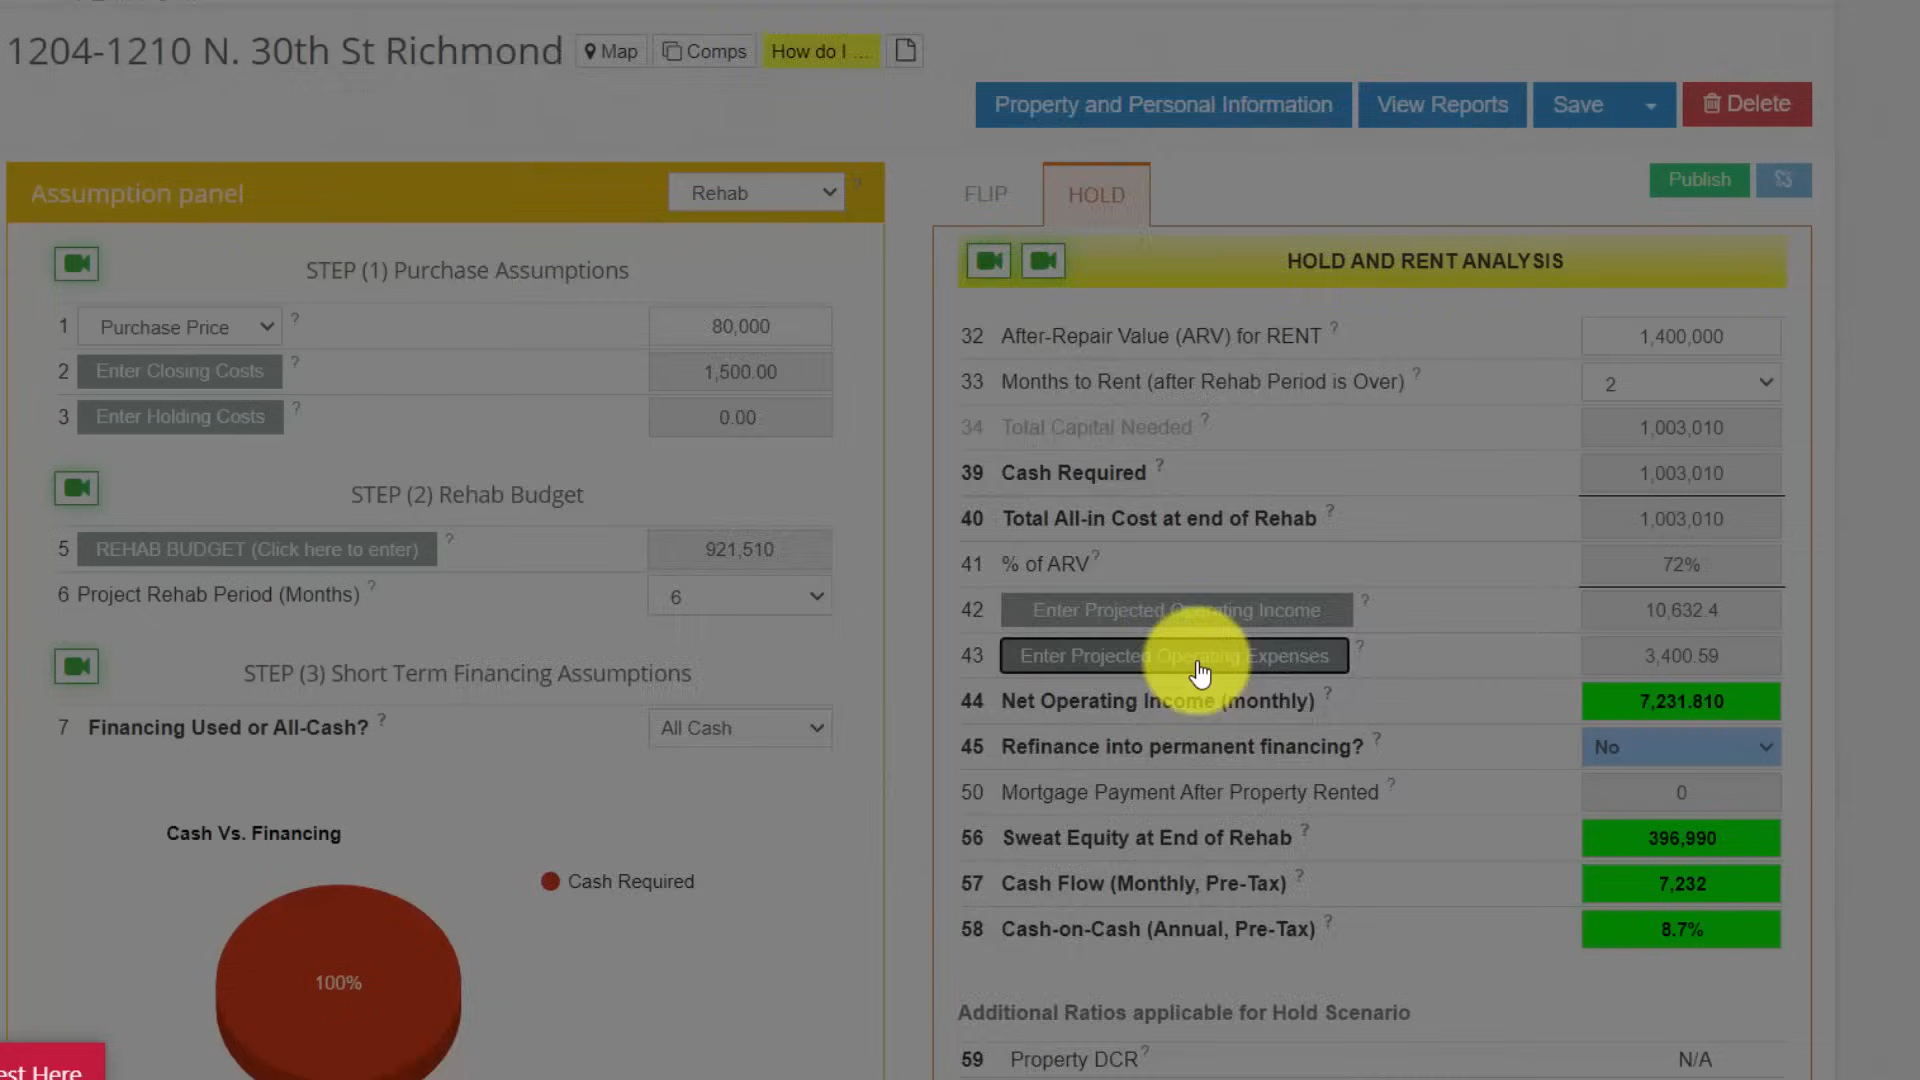 1204-1210 N. 30th St Richmond Map Comps How do I ...
Property and Personal Information View Reports Save Delete
Assumption panel Rehab ?
STEP (1) Purchase Assumptions
1 Purchase Price ? 80,000
2 Enter Closing Costs ? 1,500.00
3 Enter Holding Costs ? 0.00
STEP (2) Rehab Budget
5 REHAB BUDGET (Click here to enter) ? 921,510
6 Project Rehab Period (Months) ? 6
STEP (3) Short Term Financing Assumptions
7 Financing Used or All-Cash? ? All Cash
Cash Vs. Financing
Cash Required
100%
est Here
FLIP HOLD Publish
HOLD AND RENT ANALYSIS
32 After-Repair Value (ARV) for RENT ? 1,400,000
33 Months to Rent (after Rehab Period is Over) ? 2
34 Total Capital Needed ? 1,003,010
39 Cash Required ? 1,003,010
40 Total All-in Cost at end of Rehab ? 1,003,010
41 % of ARV ? 72%
42 Enter Projected Operating Income ? 10,632.4
43 Enter Projected Operating Expenses ? 3,400.59
44 Net Operating Income (monthly) ? 7,231.810
45 Refinance into permanent financing? ? No
50 Mortgage Payment After Property Rented ? 0
56 Sweat Equity at End of Rehab ? 396,990
57 Cash Flow (Monthly, Pre-Tax) ? 7,232
58 Cash-on-Cash (Annual, Pre-Tax) ? 8.7%
Additional Ratios applicable for Hold Scenario
59 Property DCR ? N/A